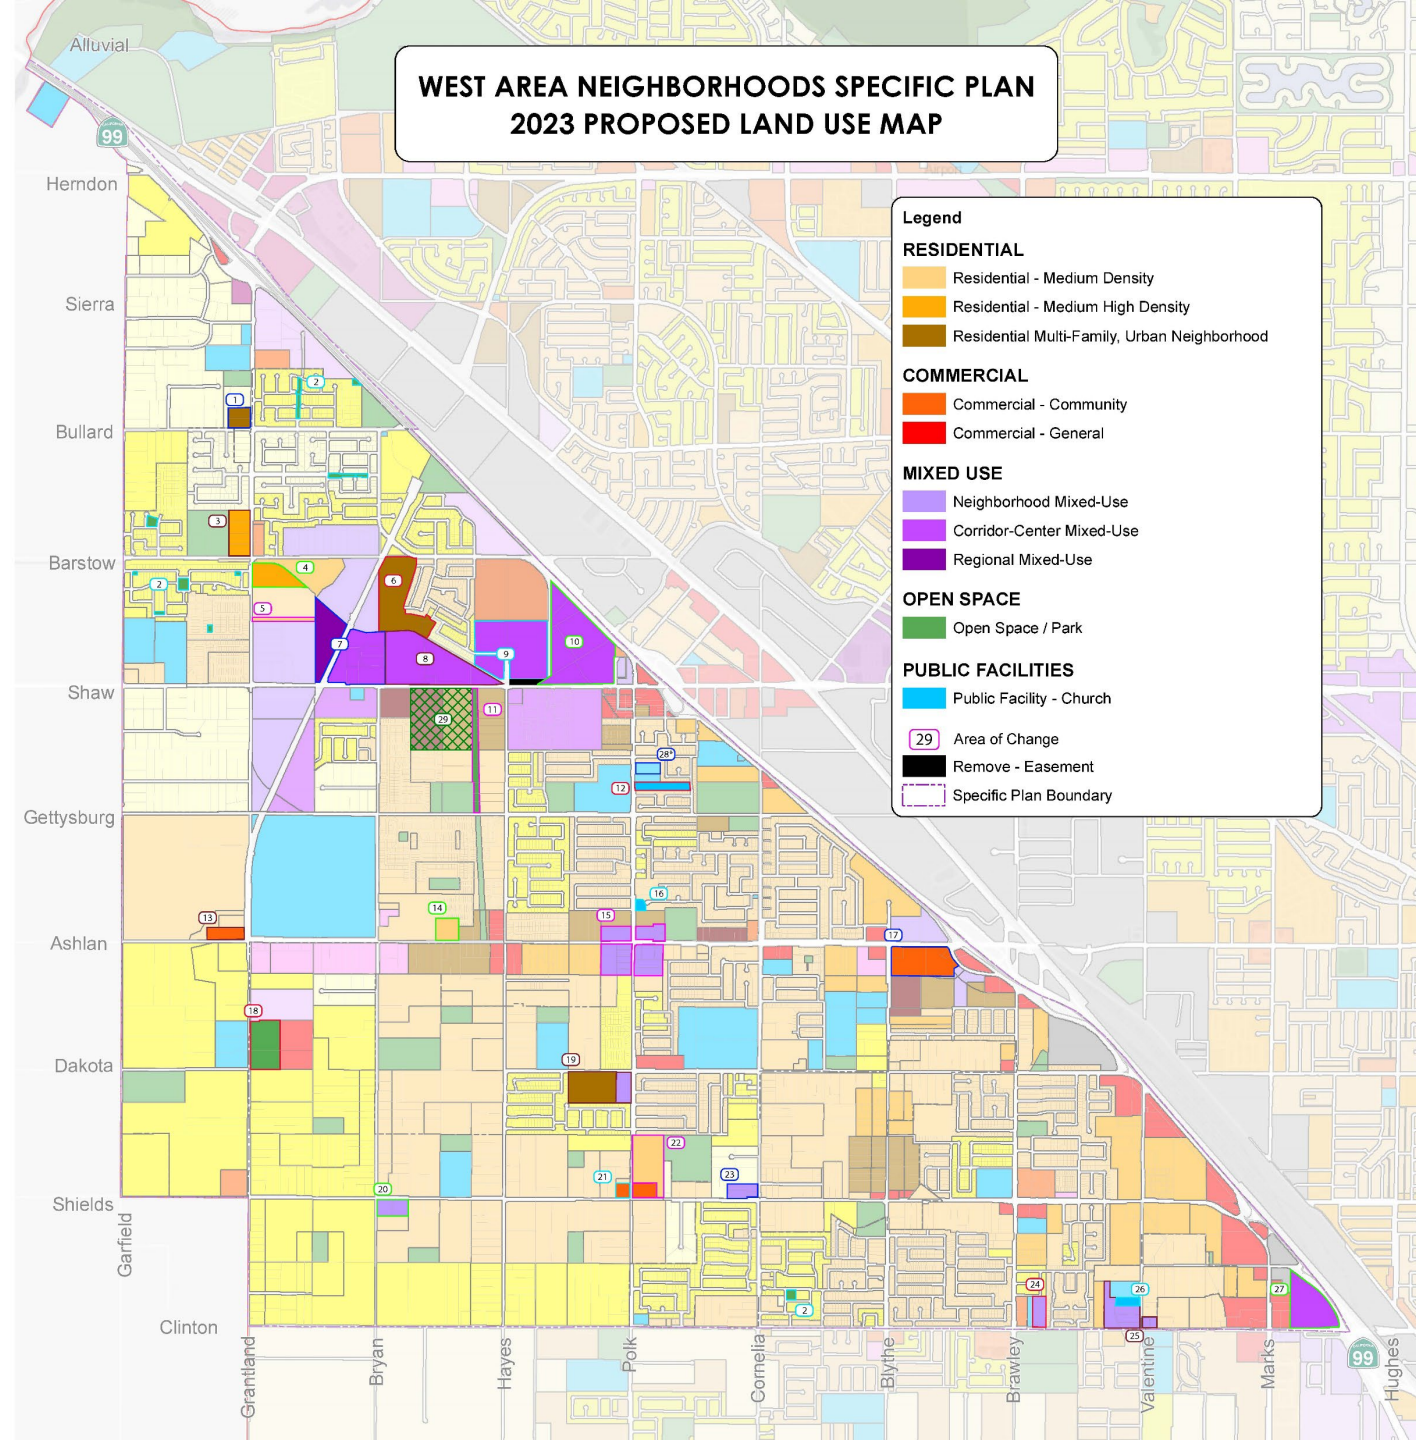 WEST AREA NEIGHBORHOODS SPECIFIC PLAN
2023 PROPOSED LAND USE MAP
Legend
RESIDENTIAL
Residential - Medium Density
Residential - Medium High Density
Residential Multi-Family, Urban Neighborhood
COMMERCIAL
Commercial - Community
Commercial - General
MIXED USE
Neighborhood Mixed-Use
Corridor-Center Mixed-Use
Regional Mixed-Use
OPEN SPACE
Open Space / Park
PUBLIC FACILITIES
Public Facility - Church
29 Area of Change
Remove - Easement
Specific Plan Boundary
Alluvial
99
Herndon
Sierra
2
1
Bullard
3
Barstow
4
2
6
5
7
8
9
10
Shaw
29
11
28*
12
Gettysburg
16
14
13
15
17
Ashlan
18
19
Dakota
22
21
23
20
Shields
Garfield
24
26
27
2
25
Clinton
99
Grantland
Bryan
Hayes
Polk
Cornelia
Blythe
Brawley
Valentine
Marks
Hughes